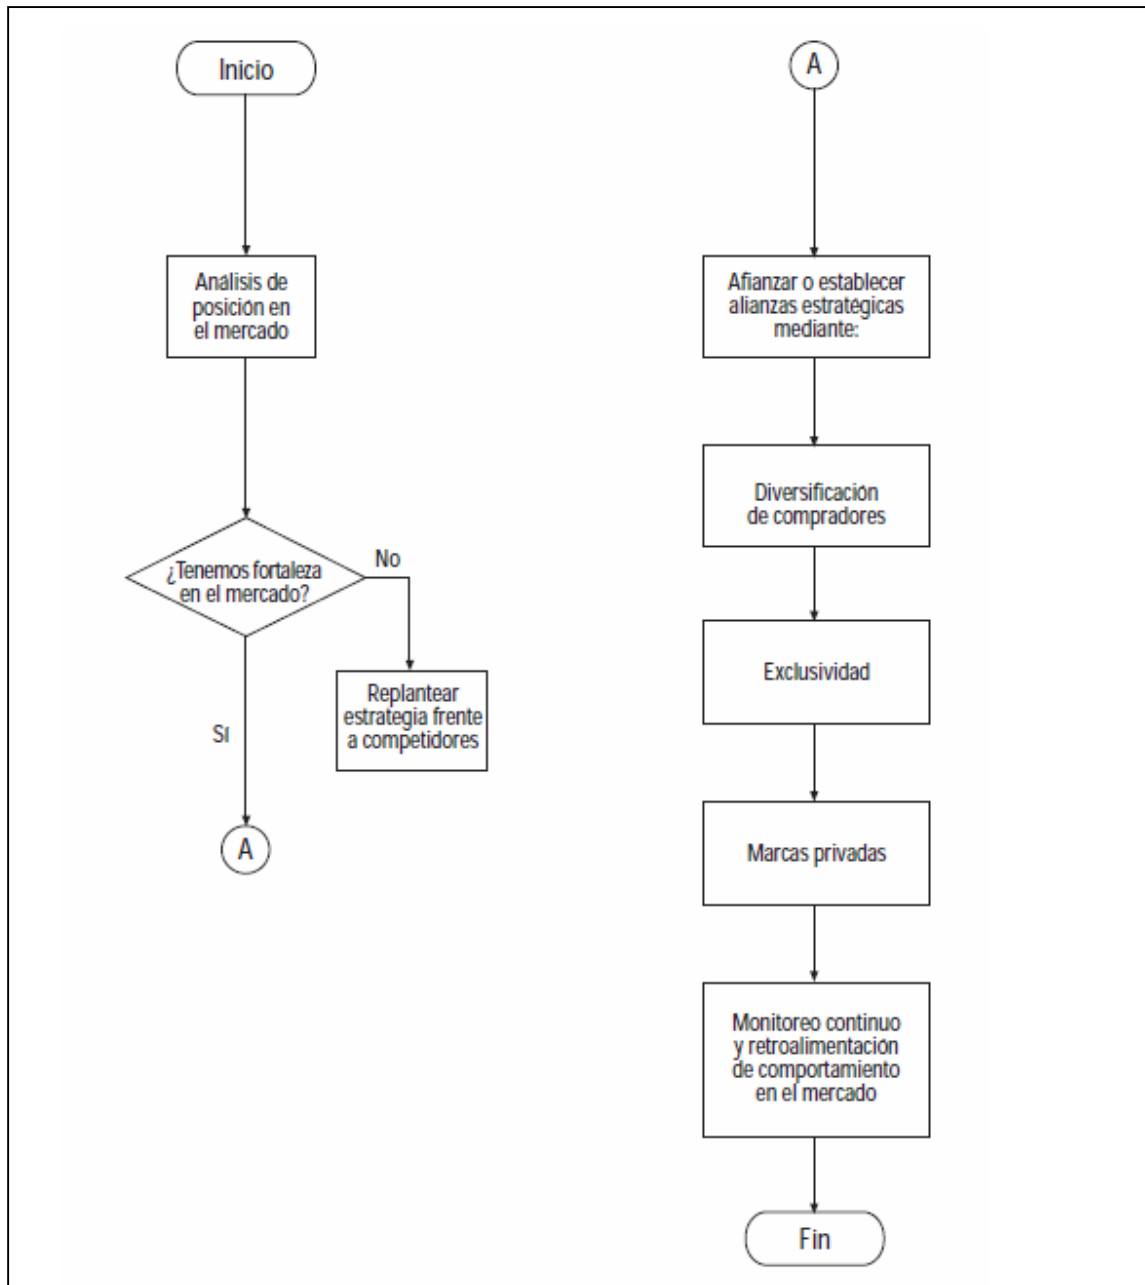 Inicio
Análisis de
posición en
el mercado
¿Tenemos fortaleza
en el mercado?
No
Replantear
estrategia frente
a competidores
Sí
A
A
Afianzar o establecer
alianzas estratégicas
mediante:
Diversificación
de compradores
Exclusividad
Marcas privadas
Monitoreo continuo
y retroalimentación
de comportamiento
en el mercado
Fin